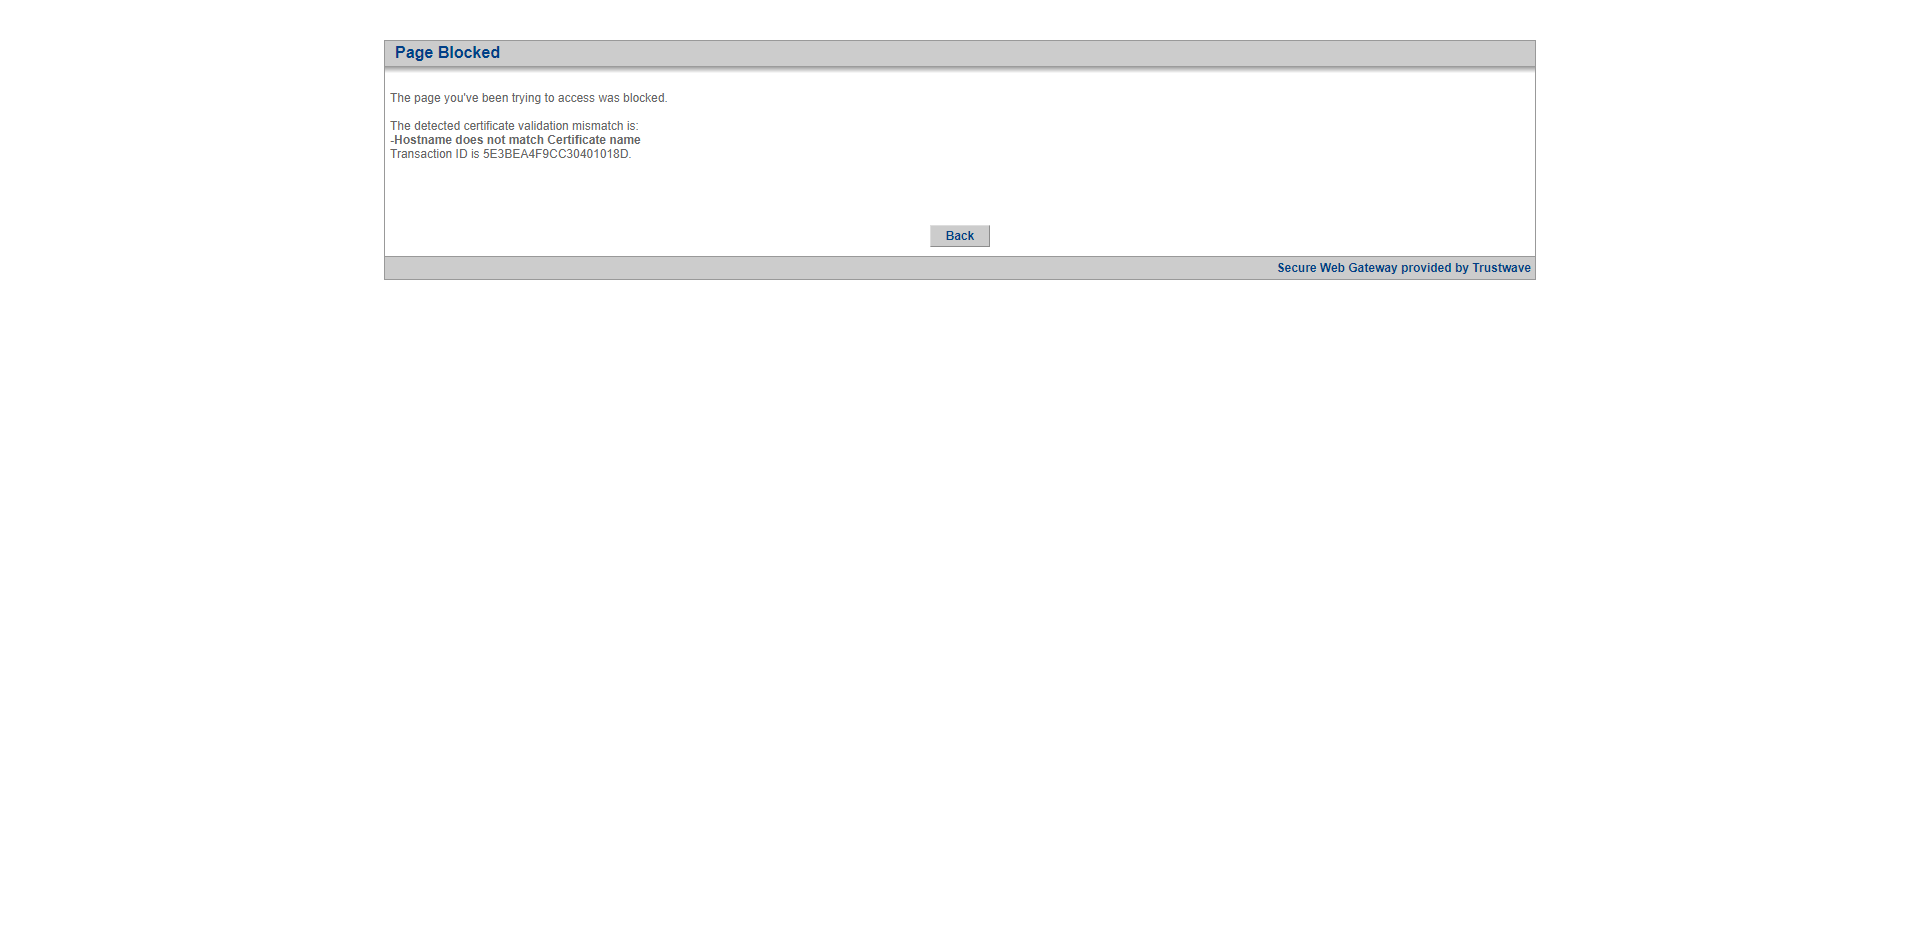 Page Blocked
The page you've been trying to access was blocked.
The detected certificate validation mismatch is:
-Hostname does not match Certificate name
Transaction ID is 5E3BEA4F9CC30401018D.
Back
Secure Web Gateway provided by Trustwave